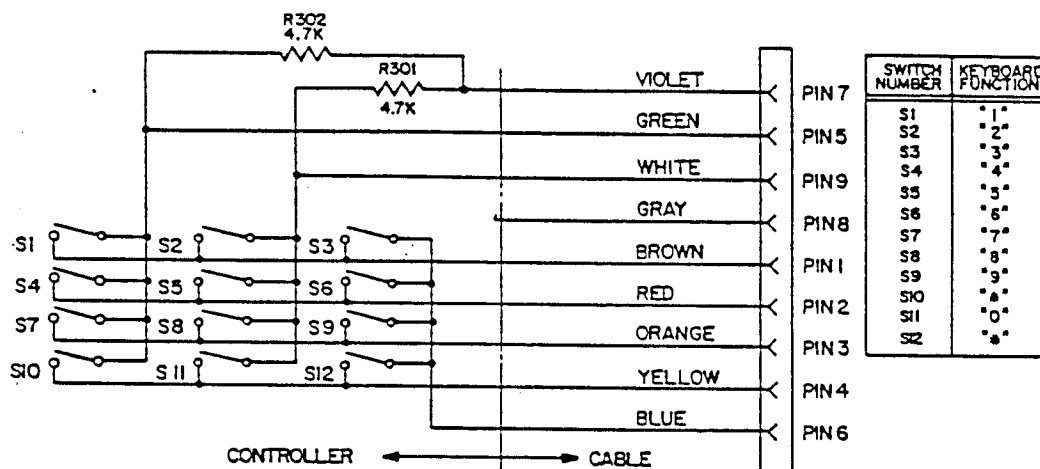 R302
4.7K
R301
4.7K
VIOLET
PIN 7
GREEN
PIN 5
WHITE
PIN 9
GRAY
PIN 8
S1
S2
S3
BROWN
PIN 1
S4
S5
S6
RED
PIN 2
S7
S8
S9
ORANGE
PIN 3
S10
S11
S12
YELLOW
PIN 4
BLUE
PIN 6
CONTROLLER
CABLE
SWITCH NUMBER
KEYBOARD FUNCTION
S1 "1"
S2 "2"
S3 "3"
S4 "4"
S5 "5"
S6 "6"
S7 "7"
S8 "8"
S9 "9"
S10
S11 "0"
S12